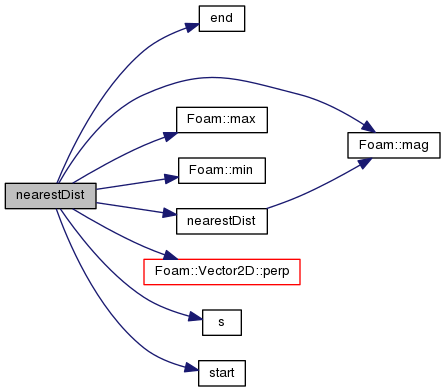 end
Foam::max
Foam::mag
Foam::min
nearestDist
nearestDist
Foam::Vector2D::perp
s
start